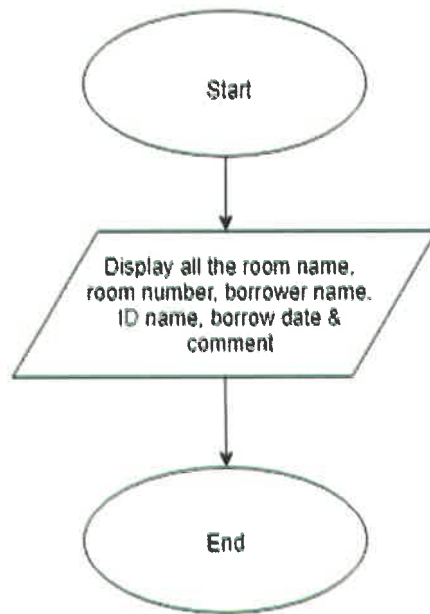 Start
Display all the room name,
room number, borrower name.
ID name, borrow date &
comment
End